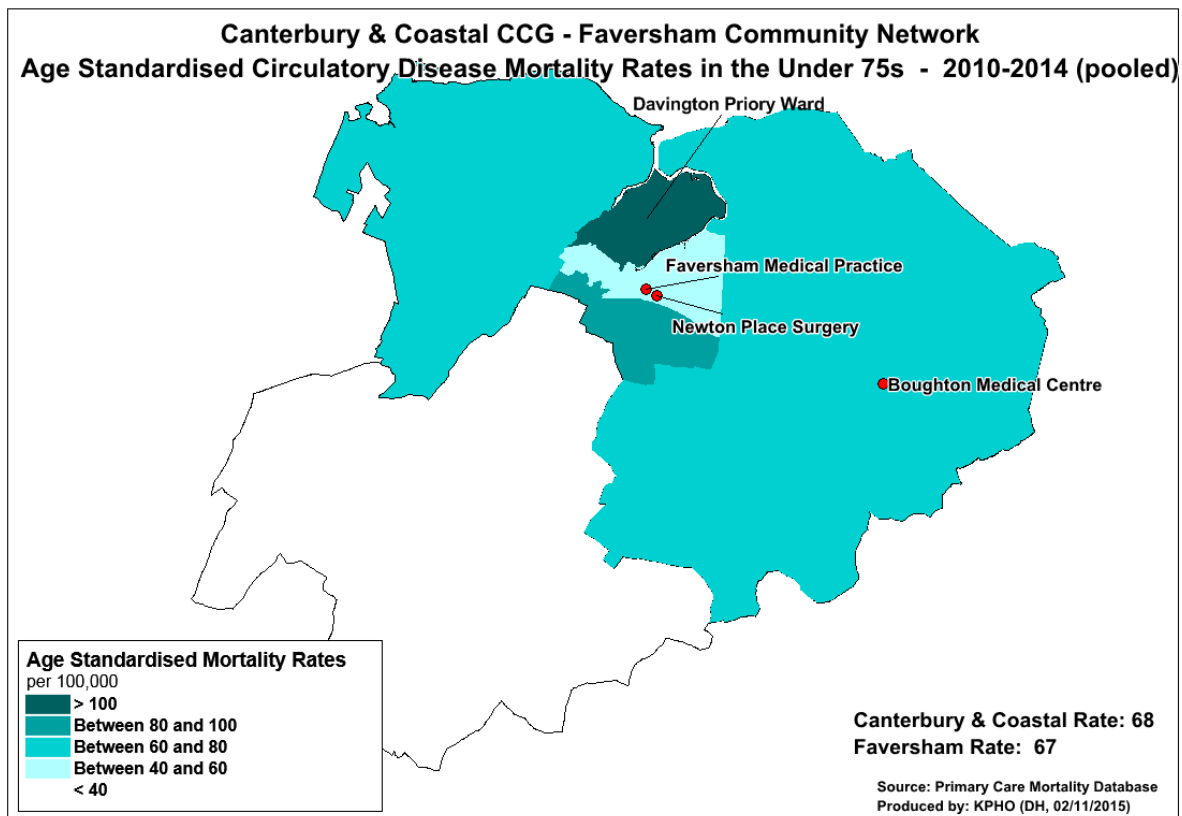 Canterbury & Coastal CCG - Faversham Community Network
Age Standardised Circulatory Disease Mortality Rates in the Under 75s - 2010-2014 (pooled)
Davington Priory Ward
Faversham Medical Practice
Newton Place Surgery
Boughton Medical Centre
Age Standardised Mortality Rates
per 100,000
> 100
Between 80 and 100
Between 60 and 80
Between 40 and 60
< 40
Canterbury & Coastal Rate: 68
Faversham Rate: 67
Source: Primary Care Mortality Database
Produced by: KPHO (DH, 02/11/2015)